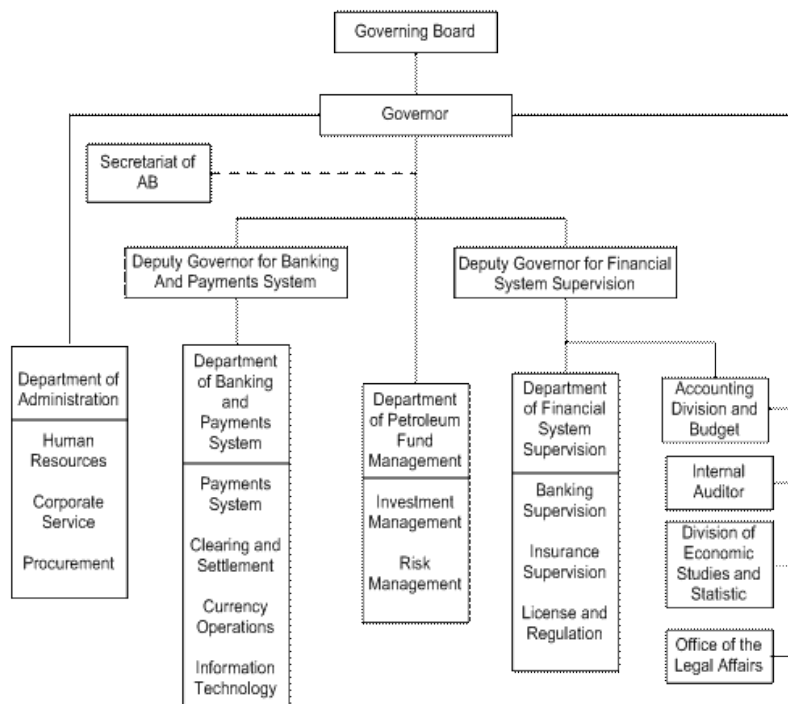 Governing Board
Governor
Secretariat of
AB
Deputy Governor for Banking
And Payments System
Deputy Governor for Financial
System Supervision
Department of
Administration
Human
Resources
Corporate
Service
Procurement
Department
of Banking
and
Payments
System
Payments
System
Clearing and
Settlement
Currency
Operations
Information
Technology
Department
of Petroleum
Fund
Management
Investment
Management
Risk
Management
Department
of Financial
System
Supervision
Banking
Supervision
Insurance
Supervision
License and
Regulation
Accounting
Division and
Budget
Internal
Auditor
Division of
Economic
Studies and
Statistic
Office of the
Legal Affairs